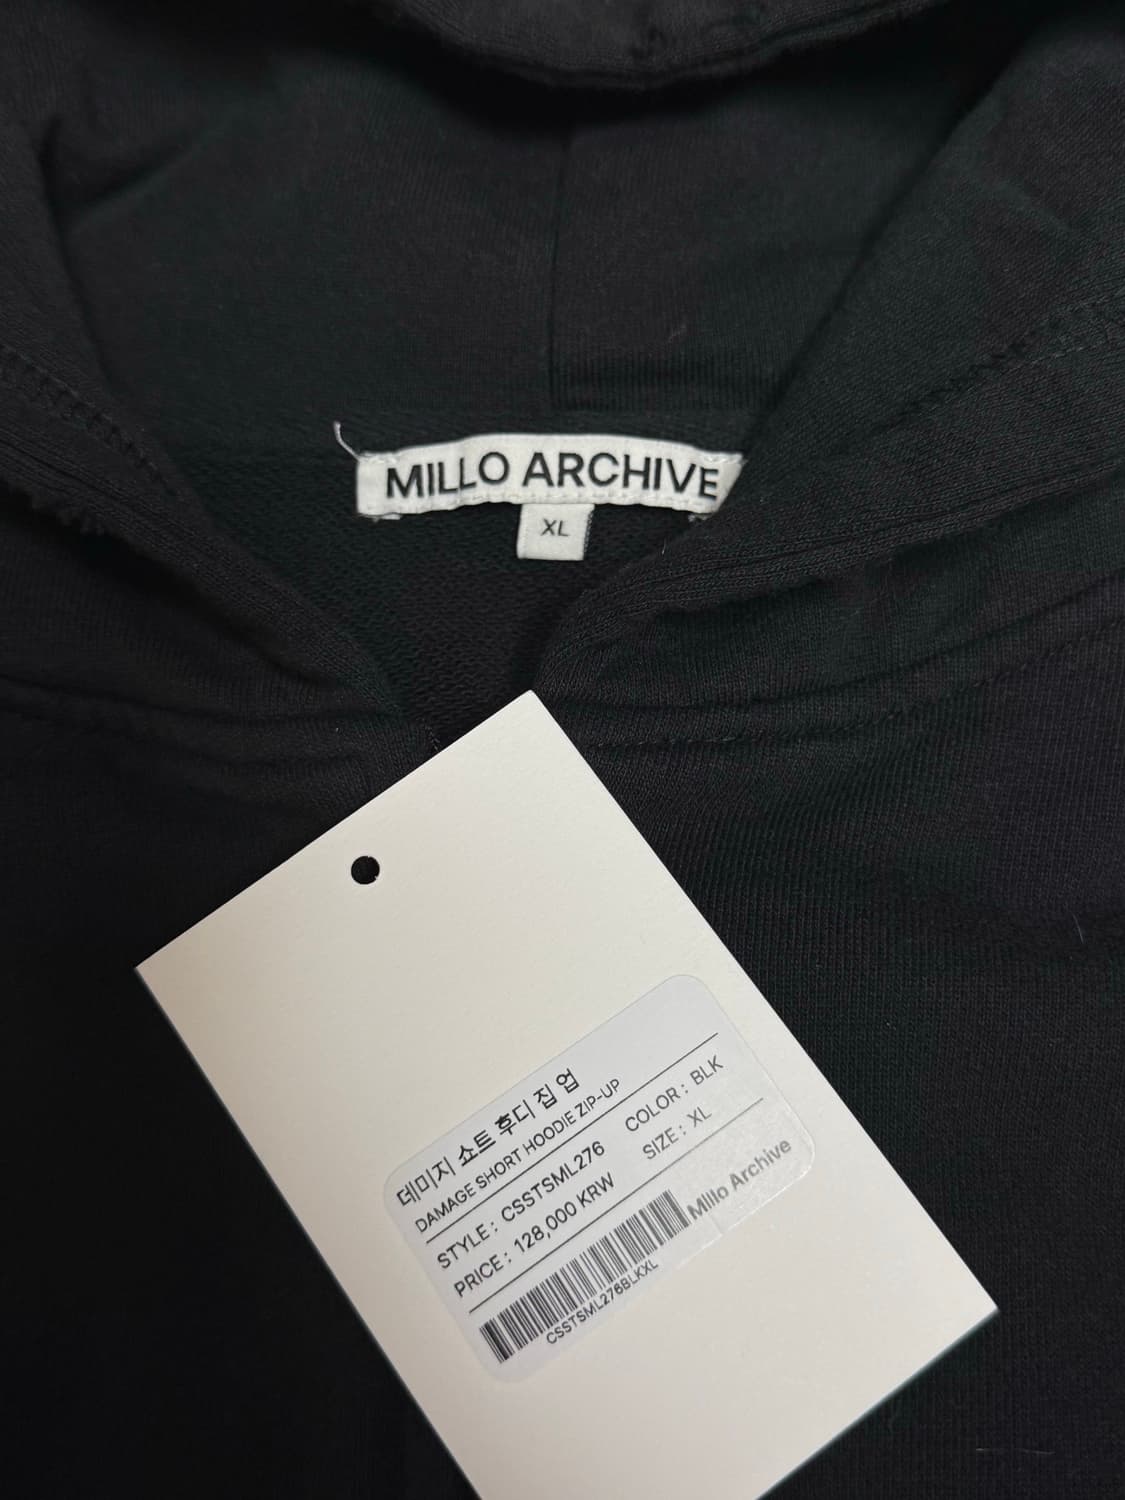 MILLO ARCHIVE
XL
데미지 쇼트 후디 집 업
DAMAGE SHORT HOODIE ZIP-UP
STYLE : CSSTSML276 COLOR : BLK
PRICE : 128,000 KRW SIZE : XL
Millo Archive
CSSTSML276BLKXL